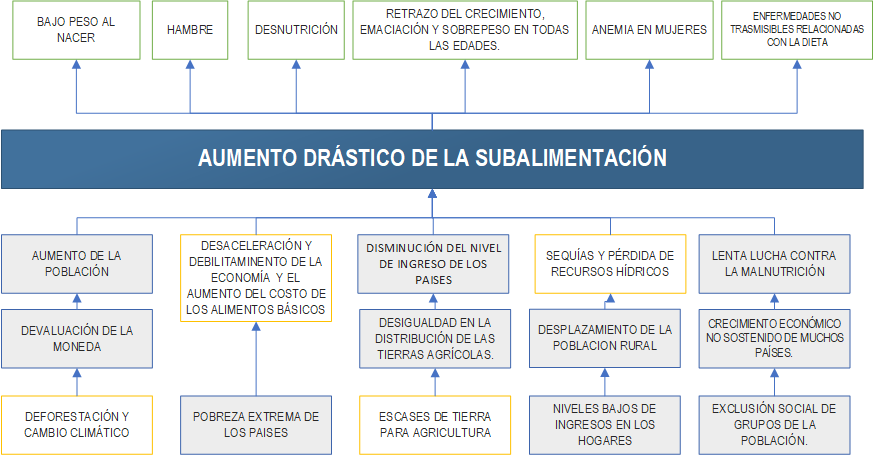 BAJO PESO AL
NACER
HAMBRE
DESNUTRICIÓN
RETRAZO DEL CRECIMIENTO,
EMACIACIÓN Y SOBREPESO EN TODAS
LAS EDADES.
ANEMIA EN MUJERES
ENFERMEDADES NO
TRASMISIBLES RELACIONADAS
CON LA DIETA
AUMENTO DRÁSTICO DE LA SUBALIMENTACIÓN
AUMENTO DE LA
POBLACIÓN
DESACELERACIÓN Y
DEBILITAMINENTO DE LA
ECONOMÍA Y EL
AUMENTO DEL COSTO DE
LOS ALIMENTOS BÁSICOS
DISMINUCIÓN DEL NIVEL
DE INGRESO DE LOS
PAISES
SEQUÍAS Y PÉRDIDA DE
RECURSOS HÍDRICOS
LENTA LUCHA CONTRA
LA MALNUTRICIÓN
DEVALUACIÓN DE LA
MONEDA
DESIGUALDAD EN LA
DISTRIBUCIÓN DE LAS
TIERRAS AGRÍCOLAS.
DESPLAZAMIENTO DE LA
POBLACION RURAL
CRECIMIENTO ECONÓMICO
NO SOSTENIDO DE MUCHOS
PAÍSES.
DEFORESTACIÓN Y
CAMBIO CLIMÁTICO
POBREZA EXTREMA DE
LOS PAISES
ESCASES DE TIERRA
PARA AGRICULTURA
NIVELES BAJOS DE
INGRESOS EN LOS
HOGARES
EXCLUSIÓN SOCIAL DE
GRUPOS DE LA
POBLACIÓN.